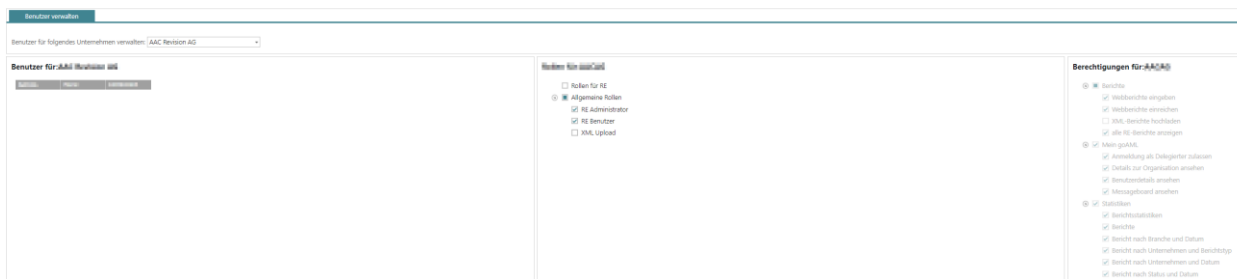 Benutzer verwalten
Benutzer für folgendes Unternehmen verwalten: AAC Revision AG
Benutzer für:
Rollen für RE
Allgemeine Rollen
RE Administrator
RE Benutzer
XML Upload
Berechtigungen für:
Berichte
Webberichte eingeben
Webberichte einreichen
XML-Berichte hochladen
alle RE-Berichte anzeigen
Mein goAML
Anmeldung als Delegierter zulassen
Details zur Organisation ansehen
Benutzerdetails ansehen
Messageboard ansehen
Statistiken
Berichtsstatistiken
Berichte
Bericht nach Branche und Datum
Bericht nach Unternehmen und Berichtstyp
Bericht nach Unternehmen und Datum
Bericht nach Status und Datum